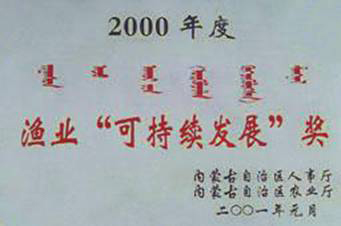 2000 年度
渔业“可持续发展”奖
内蒙古自治区人事厅
内蒙古自治区农业厅
二〇〇一年元月